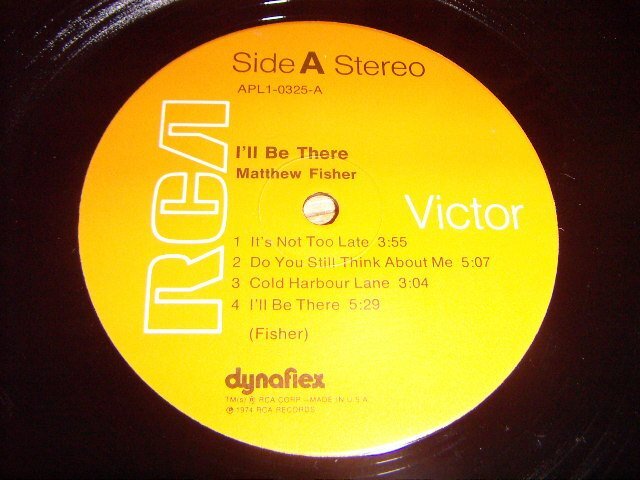 Side A Stereo
APL1-0325-A
RCA
I'll Be There
Matthew Fisher
Victor
1 It's Not Too Late 3:55
2 Do You Still Think About Me 5:07
3 Cold Harbour Lane 3:04
4 I'll Be There 5:29
(Fisher)
dynaflex
TM(s) ® RCA CORP.—MADE IN U.S.A.
℗ 1974 RCA RECORDS